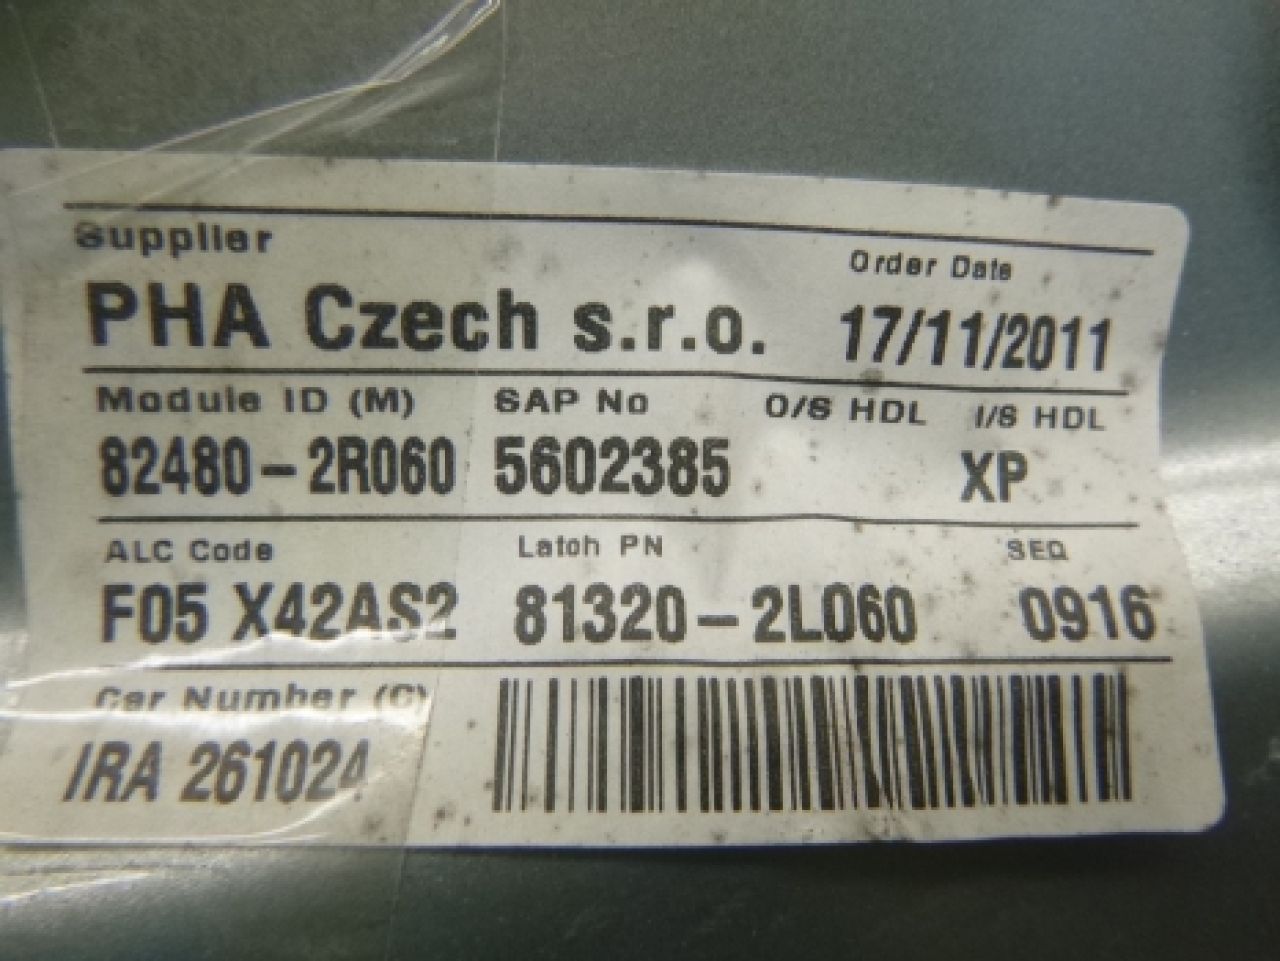 Supplier
Order Date
PHA Czech s.r.o.
17/11/2011
Module ID (M) SAP No O/S HDL I/S HDL
82480-2R060 5602385 XP
ALC Code Latch PN SEQ
F05 X42AS2 81320-2L060 0916
Car Number (C)
IRA 261024